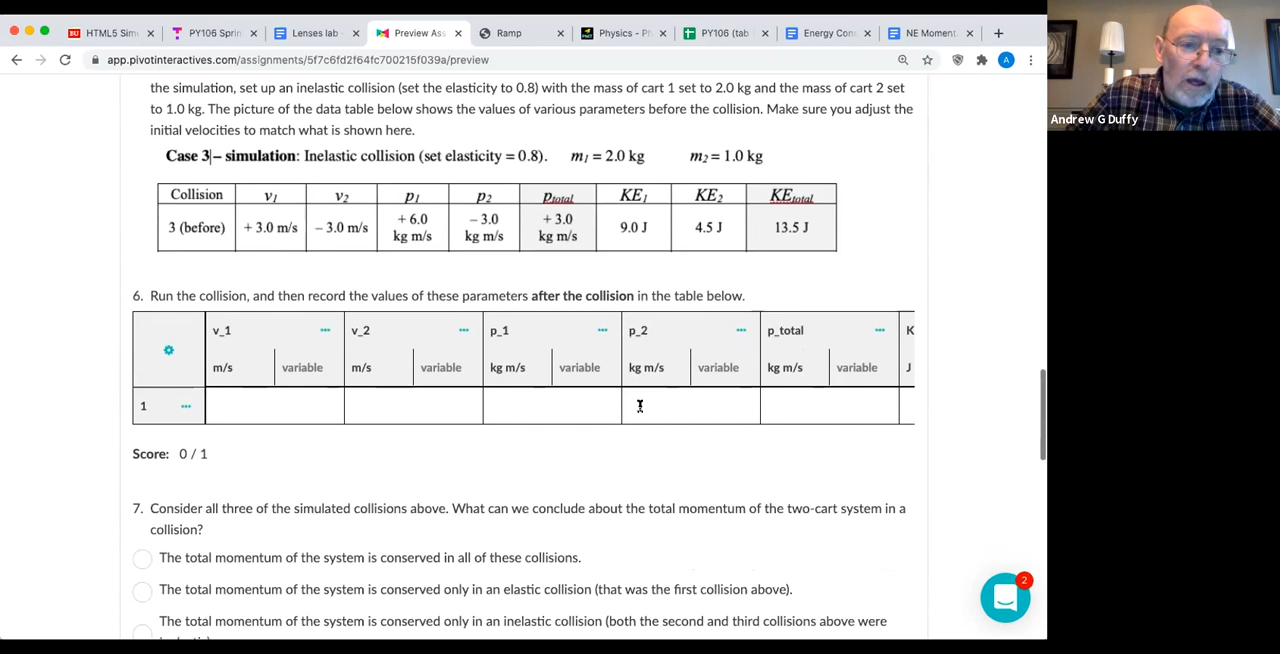 HTML5 Sim
PY106 Sprin
Lenses lab -
Preview Ass
Ramp
Physics - Ph
PY106 (tab
Energy Con
NE Moment
app.pivotinteractives.com/assignments/5f7c6fd2f64fc700215f039a/preview
A
Andrew G Duffy
the simulation, set up an inelastic collision (set the elasticity to 0.8) with the mass of cart 1 set to 2.0 kg and the mass of cart 2 set
to 1.0 kg. The picture of the data table below shows the values of various parameters before the collision. Make sure you adjust the
initial velocities to match what is shown here.
Case 3 – simulation: Inelastic collision (set elasticity = 0.8). m1 = 2.0 kg m2 = 1.0 kg
Collision v1 v2 p1 p2 ptotal KE1 KE2 KEtotal
3 (before) + 3.0 m/s – 3.0 m/s + 6.0 kg m/s – 3.0 kg m/s + 3.0 kg m/s 9.0 J 4.5 J 13.5 J
6. Run the collision, and then record the values of these parameters after the collision in the table below.
v_1 v_2 p_1 p_2 p_total K
m/s variable m/s variable kg m/s variable kg m/s variable kg m/s variable J
1
Score: 0 / 1
7. Consider all three of the simulated collisions above. What can we conclude about the total momentum of the two-cart system in a
collision?
The total momentum of the system is conserved in all of these collisions.
The total momentum of the system is conserved only in an elastic collision (that was the first collision above).
The total momentum of the system is conserved only in an inelastic collision (both the second and third collisions above were
2